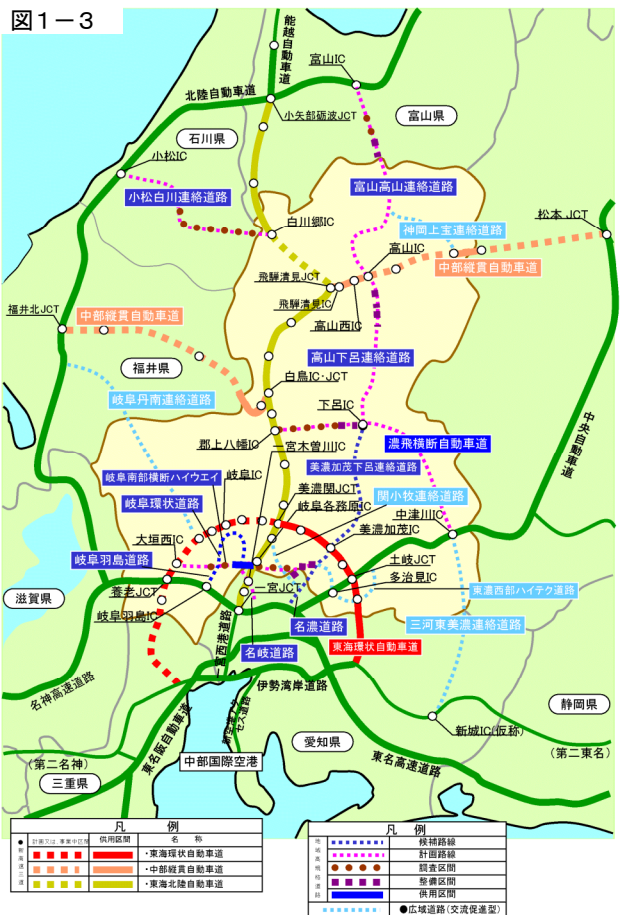 図1－3
能越自動車道
富山IC
北陸自動車道
小矢部砺波JCT
富山県
石川県
小松IC
小松白川連絡道路
富山高山連絡道路
白川郷IC
神岡上宝連絡道路
松本JCT
高山IC
飛騨清見JCT
中部縦貫自動車道
飛騨清見IC
高山西IC
福井北JCT
中部縦貫自動車道
高山下呂連絡道路
福井県
白鳥IC・JCT
岐阜丹南連絡道路
下呂IC
中央自動車道
郡上八幡IC
一宮木曽川IC
濃飛横断自動車道
岐阜南部横断ハイウエイ
岐阜IC
美濃加茂下呂連絡道路
美濃関JCT
関小牧連絡道路
岐阜環状道路
岐阜各務原IC
中津川IC
大垣西IC
美濃加茂IC
岐阜羽島道路
土岐JCT
多治見IC
養老JCT
一宮JCT
東濃西部ハイテク道路
滋賀県
岐阜羽島IC
名濃道路
三河東美濃連絡道路
一宮西港道路
名岐道路
東海環状自動車道
名神高速道路
伊勢湾岸道路
静岡県
東名阪自動車道
新城IC(仮称)
愛知県
(第二名神)
中部国際空港
東名高速道路
(第二東名)
三重県
凡 例
計画又は、事業中区間 供用区間 名 称
・東海環状自動車道
・中部縦貫自動車道
・東海北陸自動車道
凡 例
候補路線
計画路線
調査区間
整備区間
供用区間
●広域道路(交流促進型)